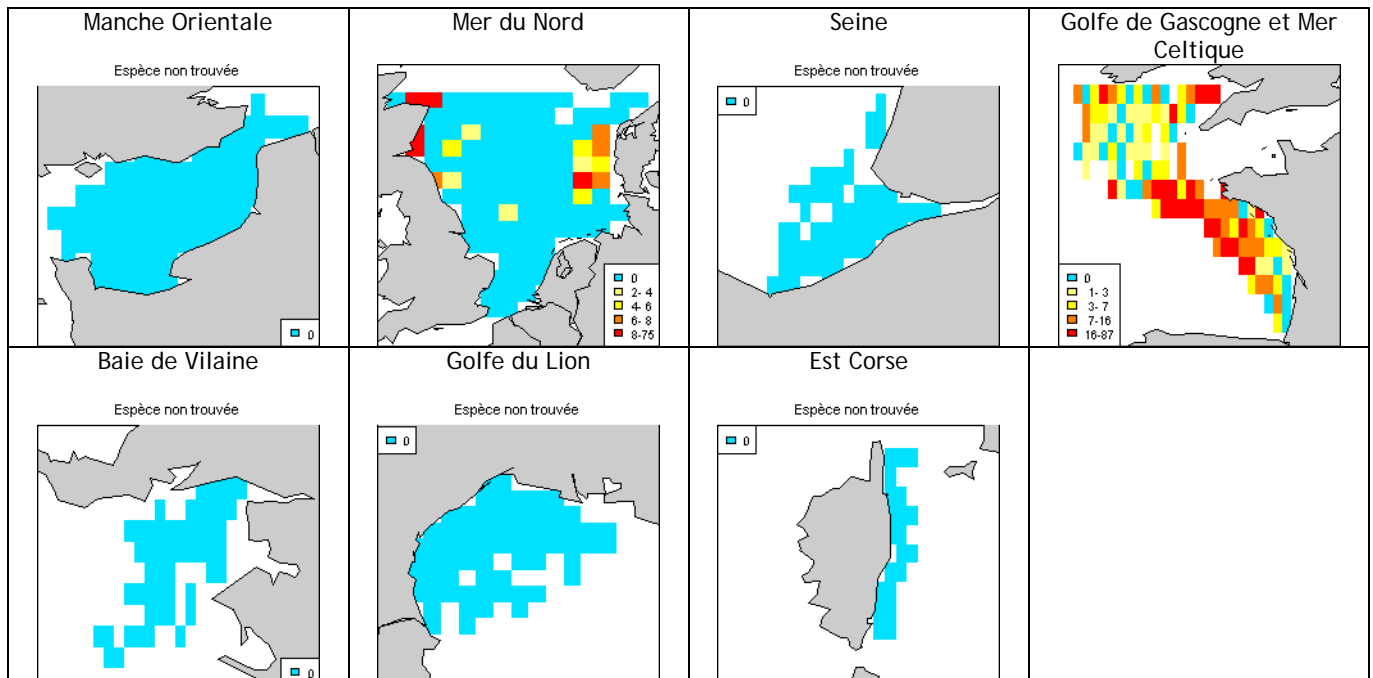 Manche Orientale
Espèce non trouvée
0
Mer du Nord
0
2- 4
4- 6
6- 8
8-75
Seine
Espèce non trouvée
0
Golfe de Gascogne et Mer
Celtique
0
1- 3
3- 7
7-16
16-87
Baie de Vilaine
Espèce non trouvée
0
Golfe du Lion
Espèce non trouvée
0
Est Corse
Espèce non trouvée
0